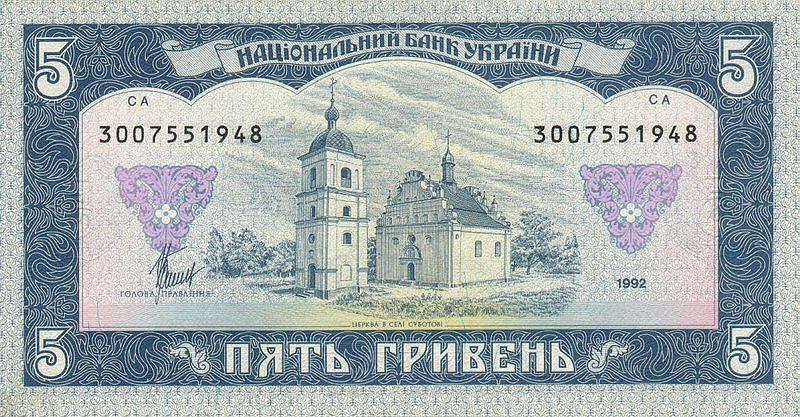 5 НАЦІОНАЛЬНИЙ БАНК УКРАЇНИ 5
СА СА
3007551948 3007551948
1992
ГОЛОВА ПРАВЛІННЯ
ЦЕРКВА В СЕЛІ СУБОТОВІ
5 П'ЯТЬ ГРИВЕНЬ 5